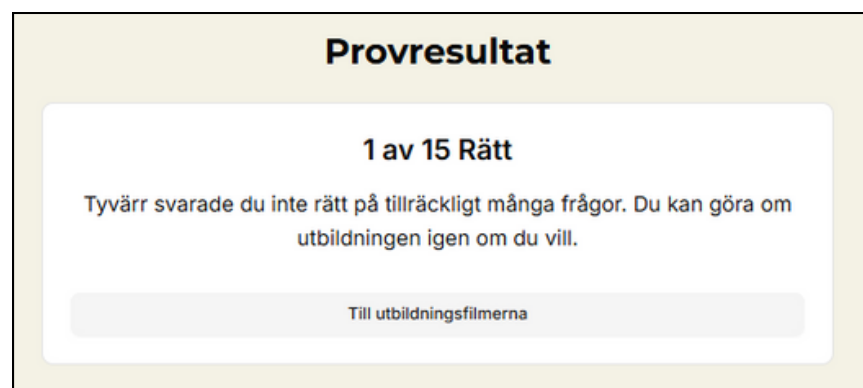 Provresultat
1 av 15 Rätt
Tyvärr svarade du inte rätt på tillräckligt många frågor. Du kan göra om
utbildningen igen om du vill.
Till utbildningsfilmerna